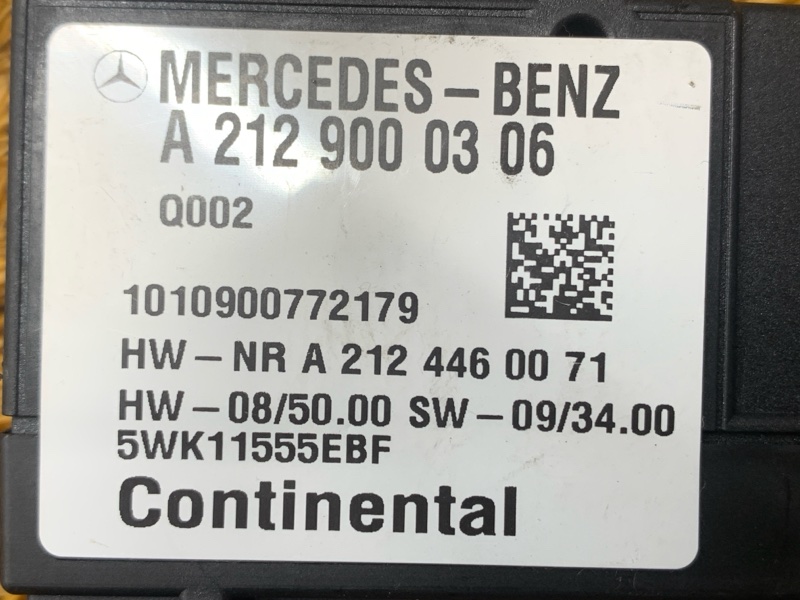 MERCEDES-BENZ
A 212 900 03 06
Q002
1010900772179
HW-NR A 212 446 00 71
HW-08/50.00 SW-09/34.00
5WK11555EBF
Continental